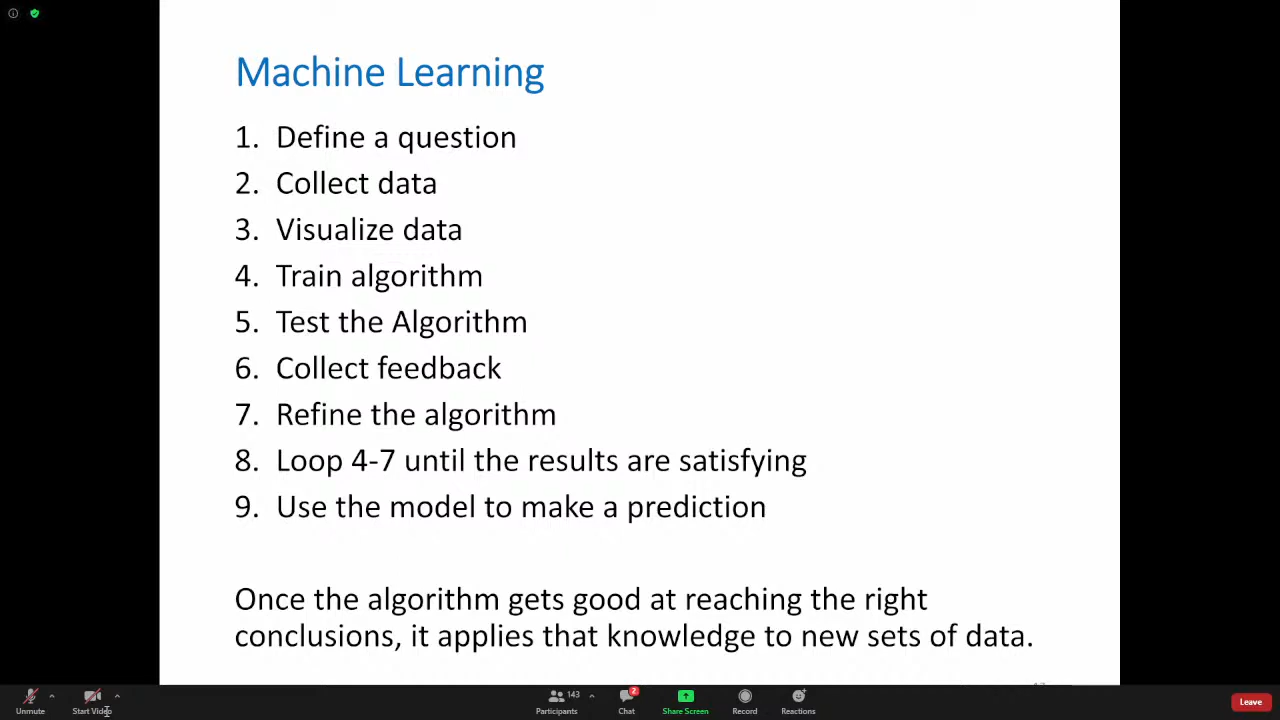 Machine Learning
1. Define a question
2. Collect data
3. Visualize data
4. Train algorithm
5. Test the Algorithm
6. Collect feedback
7. Refine the algorithm
8. Loop 4-7 until the results are satisfying
9. Use the model to make a prediction
Once the algorithm gets good at reaching the right
conclusions, it applies that knowledge to new sets of data.
143
2
Unmute Start Video Participants Chat Share Screen Record Reactions Leave